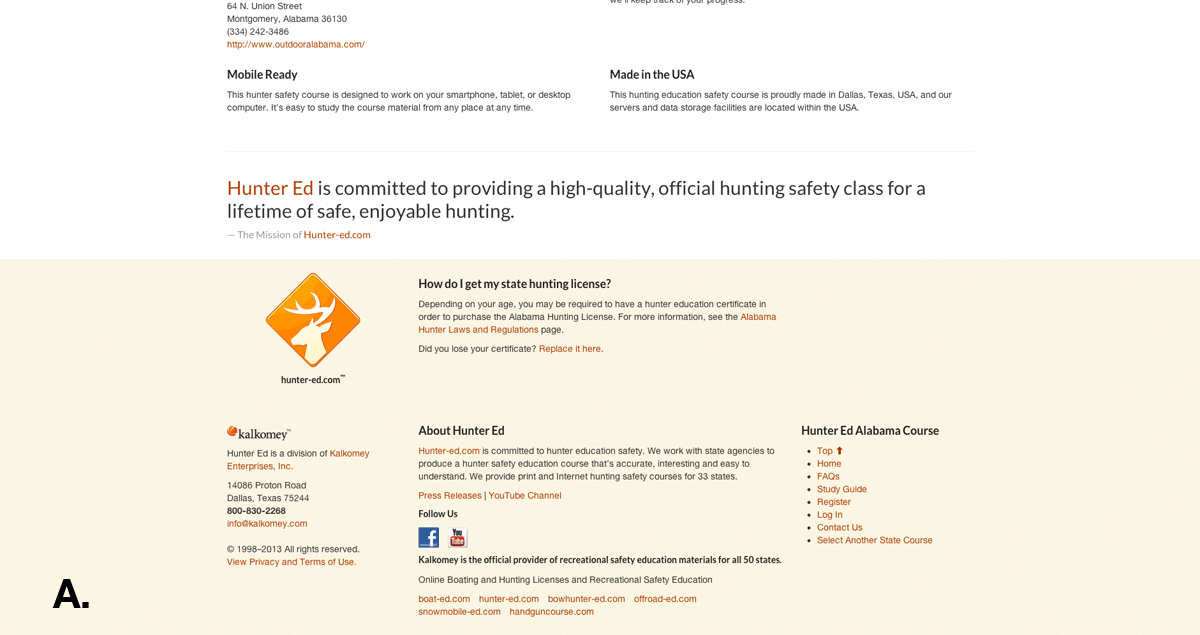 64 N. Union Street
Montgomery, Alabama 36130
(334) 242-3486
http://www.outdooralabama.com/
we'll keep track of your progress.
Mobile Ready
This hunter safety course is designed to work on your smartphone, tablet, or desktop
computer. It's easy to study the course material from any place at any time.
Made in the USA
This hunting education safety course is proudly made in Dallas, Texas, USA, and our
servers and data storage facilities are located within the USA.
Hunter Ed is committed to providing a high-quality, official hunting safety class for a
lifetime of safe, enjoyable hunting.
— The Mission of Hunter-ed.com
hunter-ed.com™
How do I get my state hunting license?
Depending on your age, you may be required to have a hunter education certificate in
order to purchase the Alabama Hunting License. For more information, see the Alabama
Hunter Laws and Regulations page.
Did you lose your certificate? Replace it here.
kalkomey™
Hunter Ed is a division of Kalkomey
Enterprises, Inc.
14086 Proton Road
Dallas, Texas 75244
800-830-2268
info@kalkomey.com
© 1998–2013 All rights reserved.
View Privacy and Terms of Use.
About Hunter Ed
Hunter-ed.com is committed to hunter education safety. We work with state agencies to
produce a hunter safety education course that's accurate, interesting and easy to
understand. We provide print and Internet hunting safety courses for 33 states.
Press Releases | YouTube Channel
Follow Us
f
You
Tube
Kalkomey is the official provider of recreational safety education materials for all 50 states.
Online Boating and Hunting Licenses and Recreational Safety Education
boat-ed.com hunter-ed.com bowhunter-ed.com offroad-ed.com
snowmobile-ed.com handguncourse.com
Hunter Ed Alabama Course
Top ⬆
Home
FAQs
Study Guide
Register
Log In
Contact Us
Select Another State Course
A.